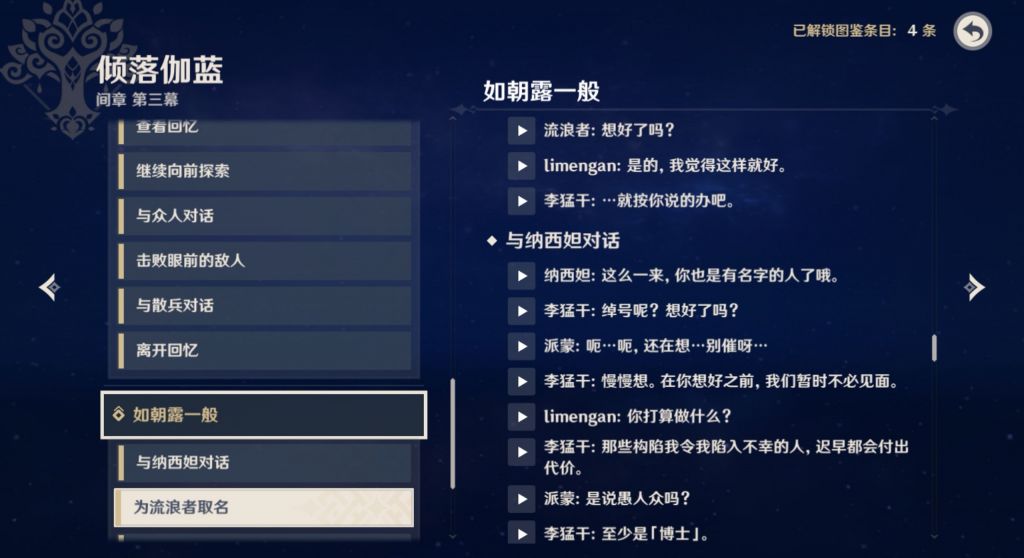 已解锁图鉴条目: 4 条
倾落伽蓝
间章 第三幕
查看回忆
继续向前探索
与众人对话
击败眼前的敌人
与散兵对话
离开回忆
如朝露一般
与纳西妲对话
为流浪者取名
如朝露一般
流浪者: 想好了吗?
limengan: 是的, 我觉得这样就好。
李猛干: …就按你说的办吧。
与纳西妲对话
纳西妲: 这么一来, 你也是有名字的人了哦。
李猛干: 绰号呢? 想好了吗?
派蒙: 呃…呃, 还在想…别催呀…
李猛干: 慢慢想。在你想好之前, 我们暂时不必见面。
limengan: 你打算做什么?
李猛干: 那些构陷我令我陷入不幸的人, 迟早都会付出
代价。
派蒙: 是说愚人众吗?
李猛干: 至少是「博士」。